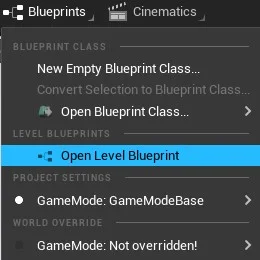 Blueprints Cinematics
BLUEPRINT CLASS
New Empty Blueprint Class...
Convert Selection to Blueprint Class...
Open Blueprint Class...
LEVEL BLUEPRINTS
Open Level Blueprint
PROJECT SETTINGS
GameMode: GameModeBase
WORLD OVERRIDE
GameMode: Not overridden!